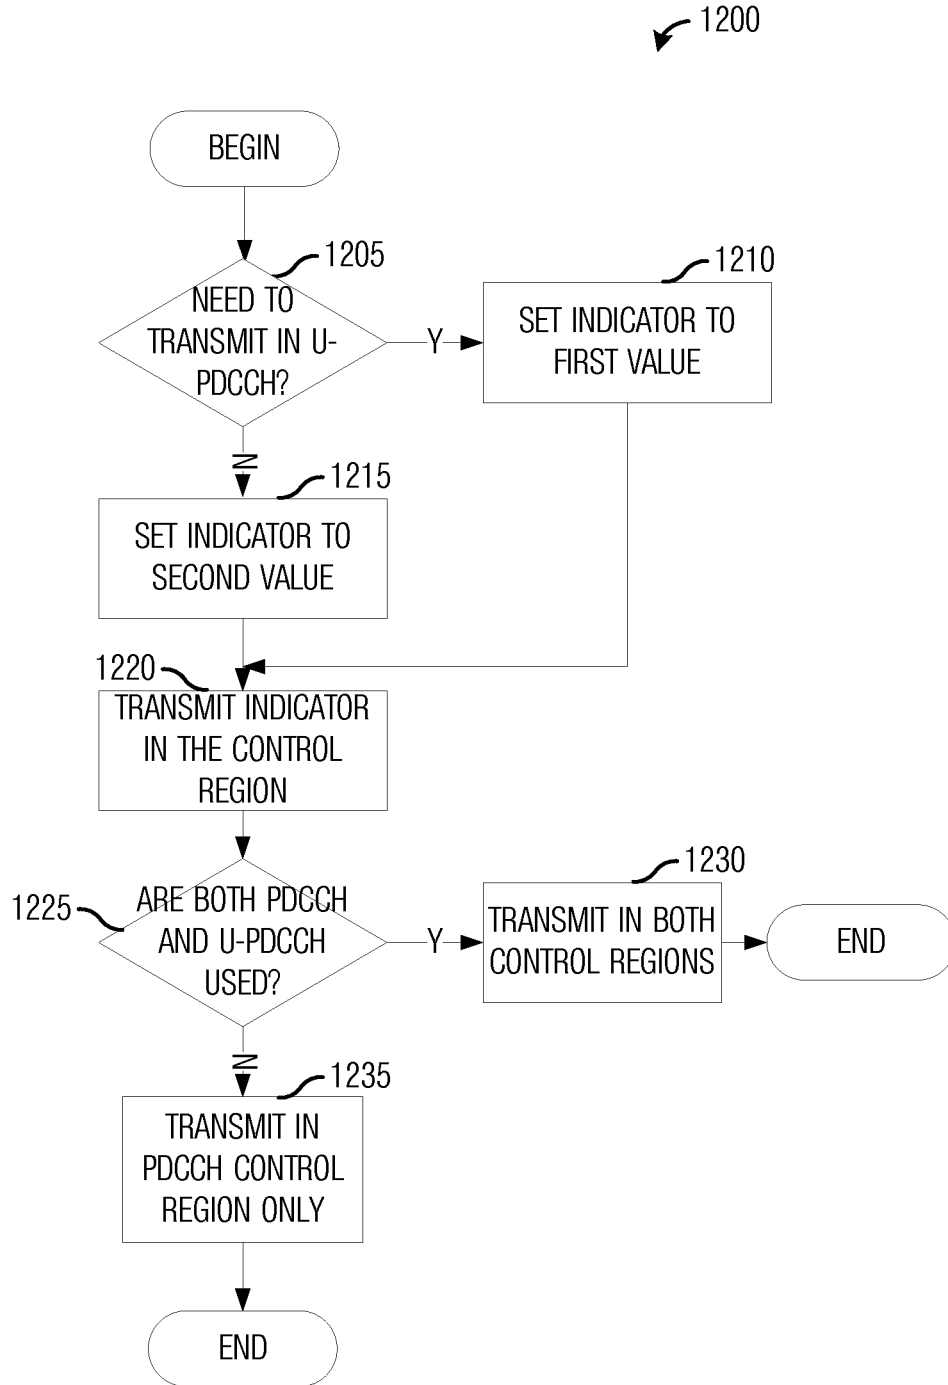 1200
BEGIN
1205
NEED TO
TRANSMIT IN U-
PDCCH?
Y
1210
SET INDICATOR TO
FIRST VALUE
N
1215
SET INDICATOR TO
SECOND VALUE
1220
TRANSMIT INDICATOR
IN THE CONTROL
REGION
1225
ARE BOTH PDCCH
AND U-PDCCH
USED?
Y
1230
TRANSMIT IN BOTH
CONTROL REGIONS
END
N
1235
TRANSMIT IN
PDCCH CONTROL
REGION ONLY
END